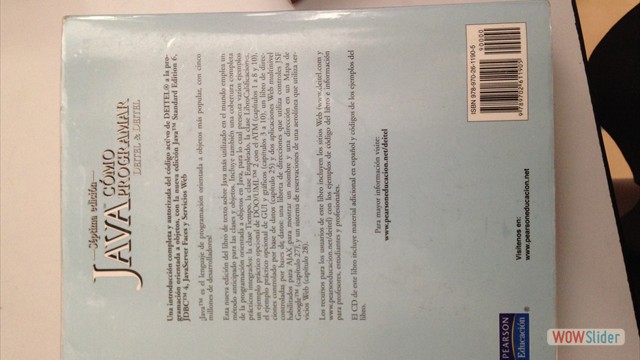 Séptima edición
JAVA™ CÓMO
PROGRAMAR
DEITEL & DEITEL
Una introducción completa y autorizada del código activo de DEITEL® a la pro-
gramación orientada a objetos, con la nueva edición Java™ Standard Edition 6,
JDBC™ 4, JavaServer Faces y Servicios Web
¡Java™ es el lenguaje de programación orientada a objetos más popular, con cinco
millones de desarrolladores!
Esta nueva edición del libro de texto sobre Java más utilizado en el mundo emplea un
método anticipado para las clases y objetos. Incluye también una cobertura completa
de la programación orientada a objetos en Java, para lo cual presenta varios ejemplos
prácticos integrados: la clase Tiempo, la clase Empleado, la clase LibroCalificaciones,
un ejemplo práctico opcional de DOO/UML™ 2 con el ATM (capítulos 1 a 8 y 10),
el ejemplo práctico opcional de GUI y gráficos (capítulos 3 a 10), un libro de direc-
ciones controlado por base de datos (capítulo 25) y dos aplicaciones Web multinivel
controladas por bases de datos: una libreta de direcciones que utiliza controles JSF
habilitados para AJAX para mostrar un nombre y una dirección en un Mapa de
Google™ (capítulo 27), y un sistema de reservaciones de una aerolínea que utiliza ser-
vicios Web (capítulo 28).
Los recursos para los usuarios de este libro incluyen los sitios Web (www.deitel.com y
www.pearsoneducacion.net/deitel) con los ejemplos de código del libro e información
para profesores, estudiantes y profesionales.
El CD de este libro incluye material adicional en español y códigos de los ejemplos del
libro.
Para mayor información visite:
www.pearsoneducacion.net/deitel
PEARSON
Educación®
Visítenos en:
www.pearsoneducacion.net
ISBN 978-970-26-1190-5
90000
9 789702 611905
WOWSlider